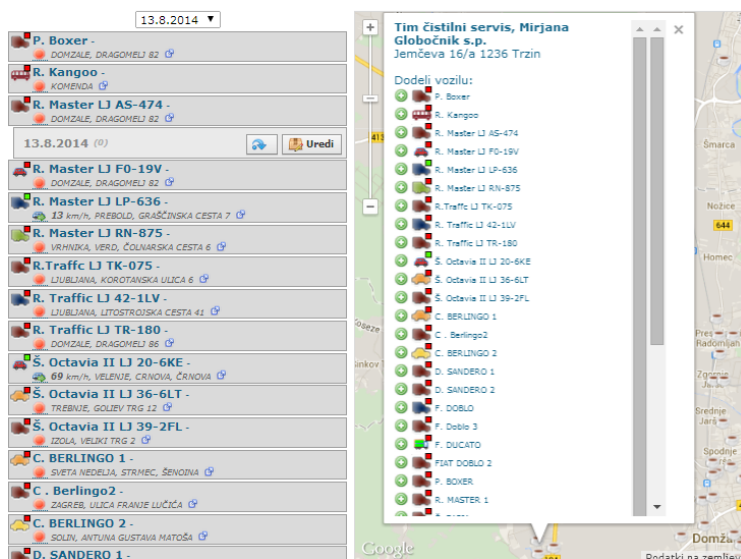 13.8.2014
P. Boxer -
DOMZALE, DRAGOMELJ 82
R. Kangoo -
KOMENDA
R. Master LJ AS-474 -
DOMZALE, DRAGOMELJ 82
13.8.2014 (0)
Uredi
R. Master LJ F0-19V -
DOMZALE, DRAGOMELJ 82
R. Master LJ LP-636 -
13 km/h, PREBOLD, GRAŠČINSKA CESTA 7
R. Master LJ RN-875 -
VRHNIKA, VERD, ČOLNARSKA CESTA 6
R.Traffc LJ TK-075 -
LJUBLJANA, KOROTANSKA ULICA 6
R. Traffic LJ 42-1LV -
LJUBLJANA, LITOSTROJSKA CESTA 41
R. Traffic LJ TR-180 -
DOMZALE, DRAGOMELJ 86
Š. Octavia II LJ 20-6KE -
69 km/h, VELENJE, CRNOVA, ČRNOVA
Š. Octavia II LJ 36-6LT -
TREBNJE, GOLIEV TRG 12
Š. Octavia II LJ 39-2FL -
IZOLA, VELIKI TRG 2
C. BERLINGO 1 -
SVETA NEDELJA, STRMEC, ŠENOINA
C . Berlingo2 -
ZAGREB, ULICA FRANJE LUČIĆA
C. BERLINGO 2 -
SOLIN, ANTUNA GUSTAVA MATOŠA
D. SANDERO 1 -
Tim čistilni servis, Mirjana
Globočnik s.p.
Jemčeva 16/a 1236 Trzin
Dodeli vozilu:
P. Boxer
R. Kangoo
R. Master LJ AS-474
R. Master LJ F0-19V
R. Master LJ LP-636
R. Master LJ RN-875
R.Traffc LJ TK-075
R. Traffic LJ 42-1LV
R. Traffic LJ TR-180
Š. Octavia II LJ 20-6KE
Š. Octavia II LJ 36-6LT
Š. Octavia II LJ 39-2FL
C. BERLINGO 1
C . Berlingo2
C. BERLINGO 2
D. SANDERO 1
D. SANDERO 2
F. DOBLO
F. Doblo 3
F. DUCATO
FIAT DOBLO 2
P. BOXER
R. MASTER 1
413
Šmarca
Nožice
644
Homec
Radomljan
Srednje
Jarše
Spodnje
Domža
Google
104
Podatki na zemljev